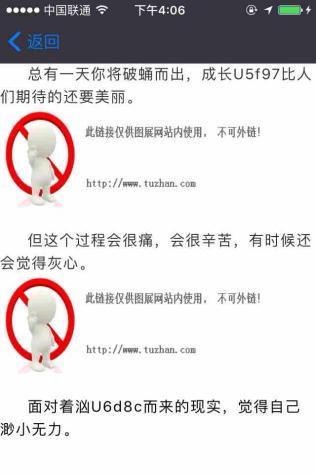 中国联通 下午4:06
返回
总有一天你将破蛹而出，成长U5f97比人
们期待的还要美丽。
此链接仅供图展网站内使用， 不可外链！
http://www.tuzhan.com
但这个过程会很痛，会很辛苦，有时候还
会觉得灰心。
此链接仅供图展网站内使用， 不可外链！
http://www.tuzhan.com
面对着汹U6d8c而来的现实，觉得自己
渺小无力。